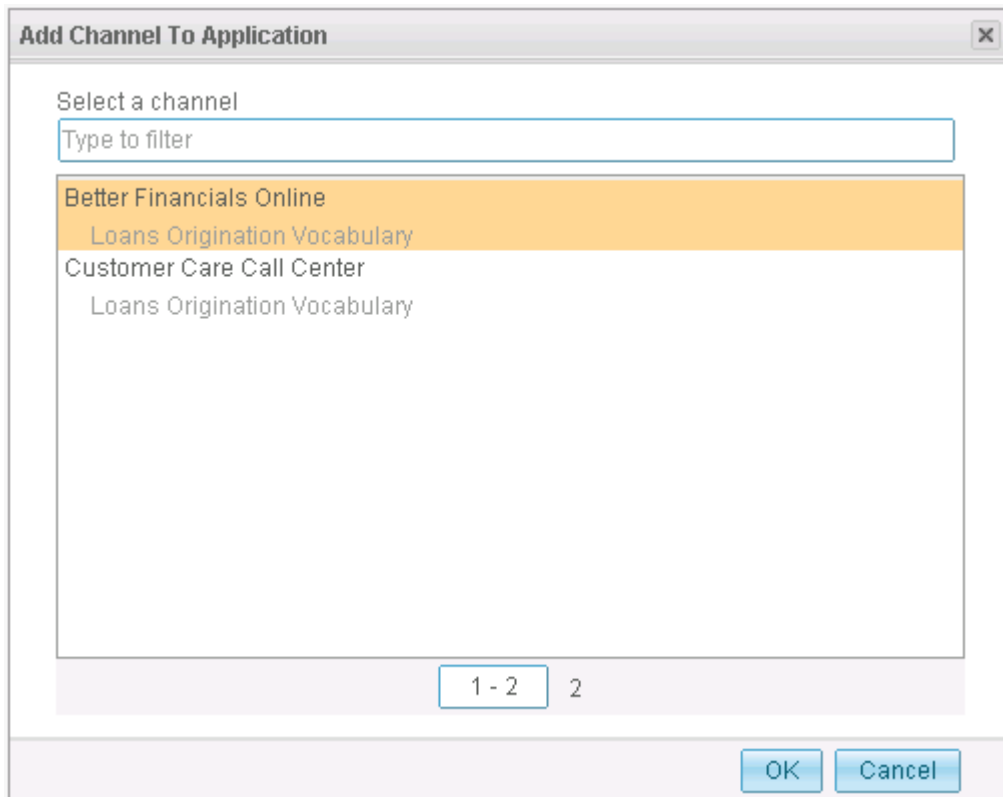 Add Channel To Application
Select a channel
Type to filter
Better Financials Online
Loans Origination Vocabulary
Customer Care Call Center
Loans Origination Vocabulary
1 - 2 2
OK Cancel